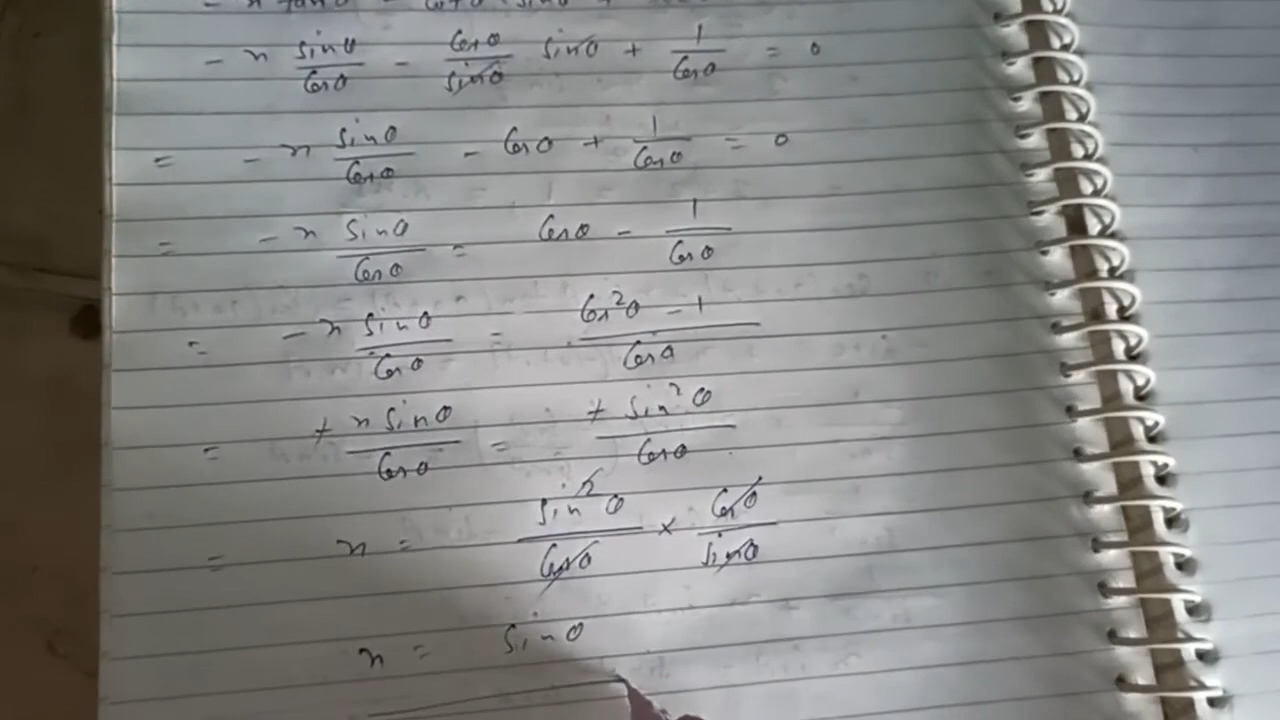 - x sinθ/cosθ - cosθ/sinθ sinθ + 1/cosθ = 0
= - x sinθ/cosθ - cosθ + 1/cosθ = 0
= - x sinθ/cosθ = cosθ - 1/cosθ
= - x sinθ/cosθ = cos²θ - 1/cosθ
= + x sinθ/cosθ = + sin²θ/cosθ
= x = sin²θ/cosθ × cosθ/sinθ
x = sinθ